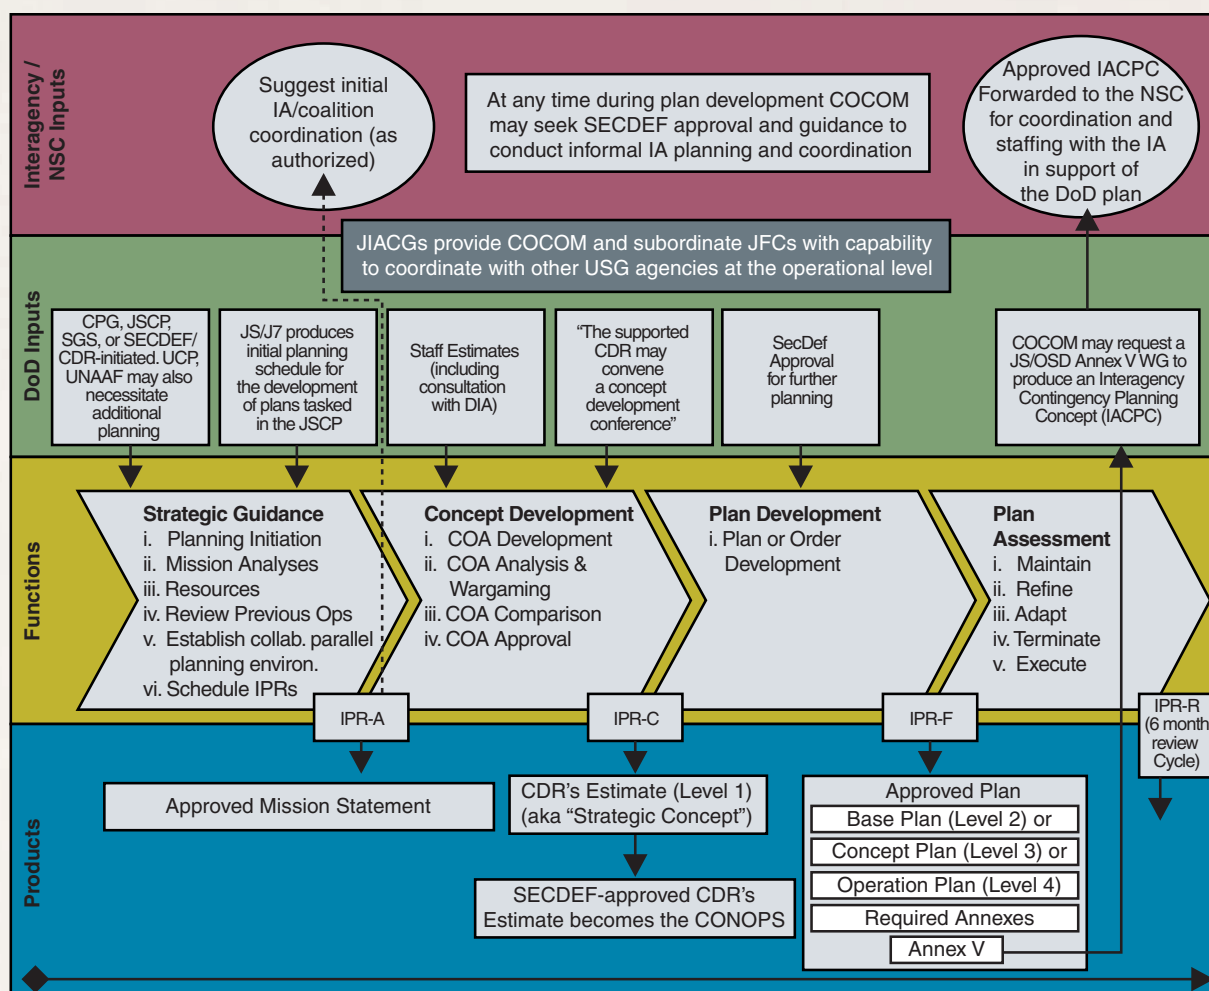 Interagency /
NSC Inputs
Suggest initial
IA/coalition
coordination (as
authorized)
At any time during plan development COCOM
may seek SECDEF approval and guidance to
conduct informal IA planning and coordination
Approved IACPC
Forwarded to the NSC
for coordination and
staffing with the IA
in support of
the DoD plan
JIACGs provide COCOM and subordinate JFCs with capability
to coordinate with other USG agencies at the operational level
DoD Inputs
CPG, JSCP,
SGS, or SECDEF/
CDR-initiated. UCP,
UNAAF may also
necessitate
additional
planning
JS/J7 produces
initial planning
schedule for
the development
of plans tasked
in the JSCP
Staff Estimates
(including
consultation
with DIA)
“The supported
CDR may
convene
a concept
development
conference”
SecDef
Approval
for further
planning
COCOM may request a
JS/OSD Annex V WG to
produce an Interagency
Contingency Planning
Concept (IACPC)
Functions
Strategic Guidance
i. Planning Initiation
ii. Mission Analyses
iii. Resources
iv. Review Previous Ops
v. Establish collab. parallel
planning environ.
vi. Schedule IPRs
Concept Development
i. COA Development
ii. COA Analysis &
Wargaming
iii. COA Comparison
iv. COA Approval
Plan Development
i. Plan or Order
Development
Plan
Assessment
i. Maintain
ii. Refine
iii. Adapt
iv. Terminate
v. Execute
IPR-A
IPR-C
IPR-F
IPR-R
(6 month
review
Cycle)
Products
Approved Mission Statement
CDR’s Estimate (Level 1)
(aka “Strategic Concept”)
SECDEF-approved CDR’s
Estimate becomes the CONOPS
Approved Plan
Base Plan (Level 2) or
Concept Plan (Level 3) or
Operation Plan (Level 4)
Required Annexes
Annex V